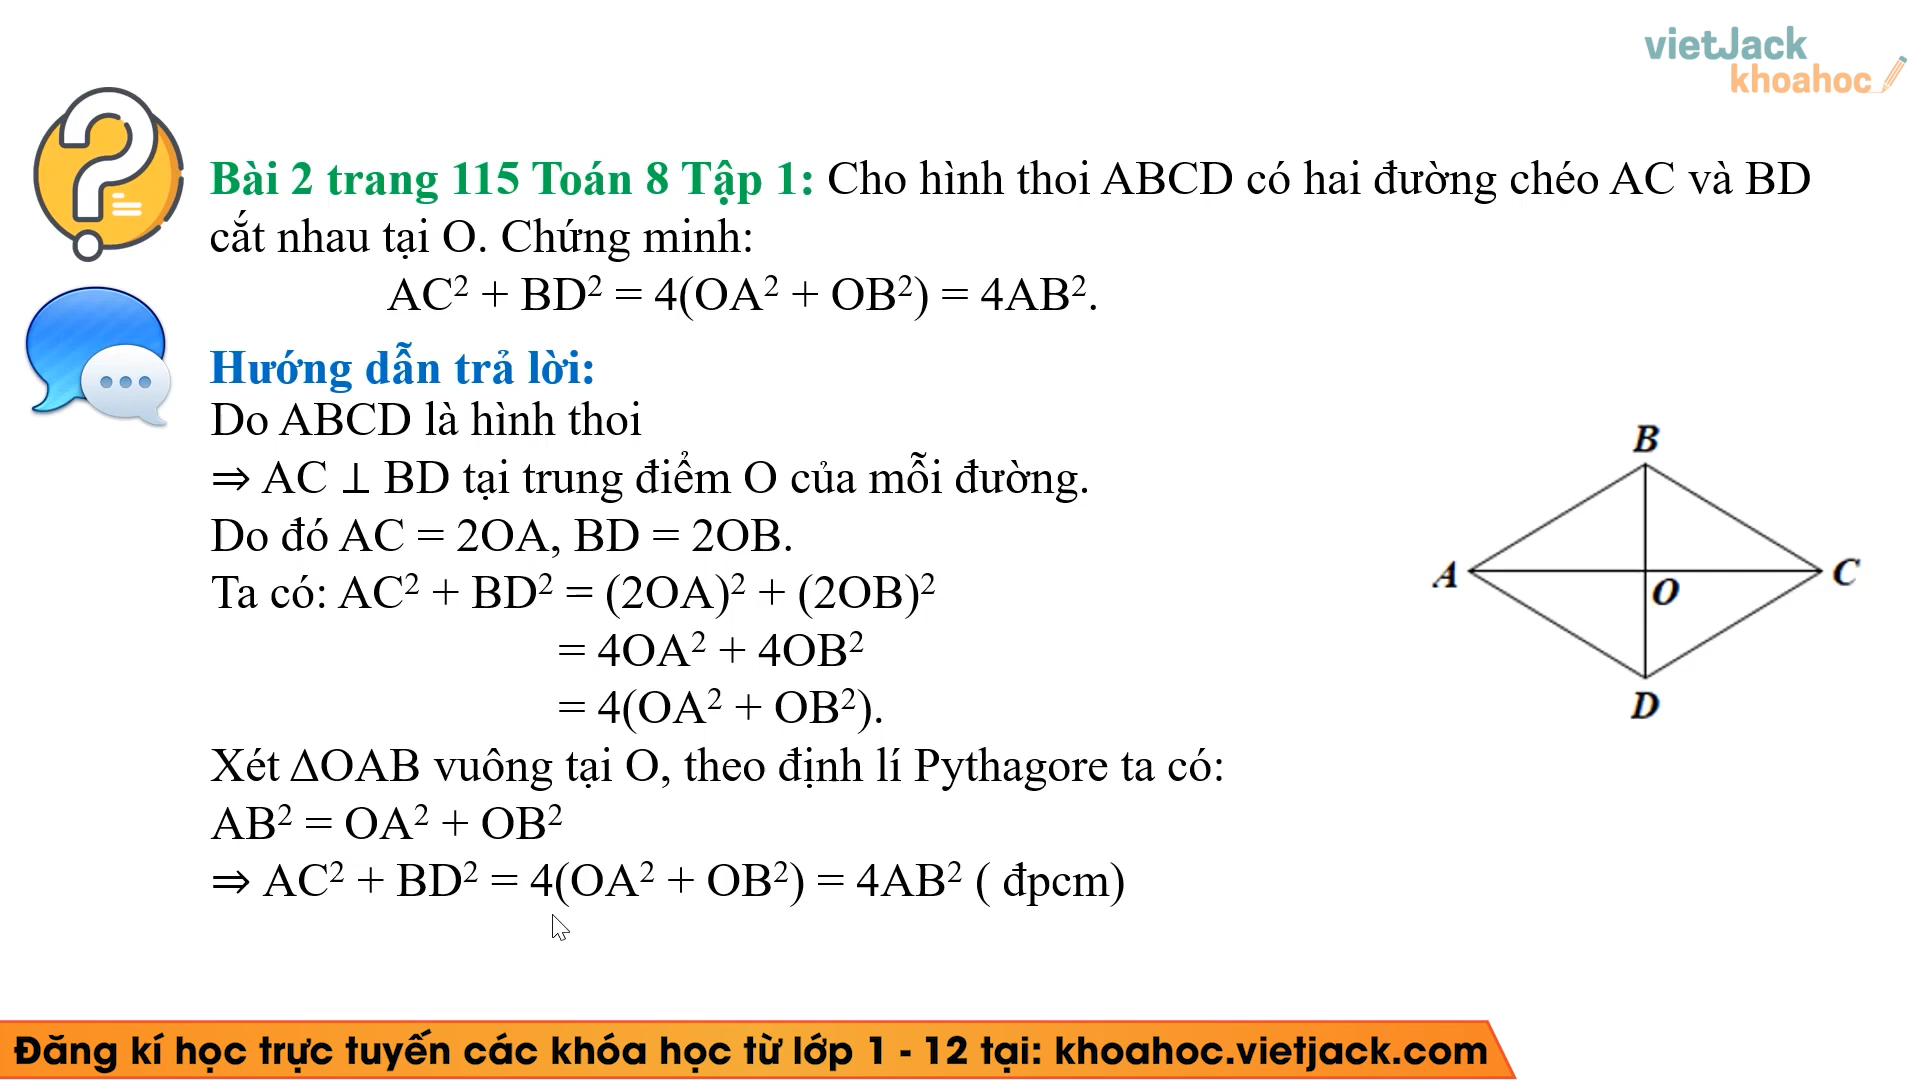 vietJack
khoahoc
Bài 2 trang 115 Toán 8 Tập 1: Cho hình thoi ABCD có hai đường chéo AC và BD
cắt nhau tại O. Chứng minh:
AC² + BD² = 4(OA² + OB²) = 4AB².
Hướng dẫn trả lời:
Do ABCD là hình thoi
⇒ AC ⊥ BD tại trung điểm O của mỗi đường.
Do đó AC = 2OA, BD = 2OB.
Ta có: AC² + BD² = (2OA)² + (2OB)²
= 4OA² + 4OB²
= 4(OA² + OB²).
Xét ΔOAB vuông tại O, theo định lí Pythagore ta có:
AB² = OA² + OB²
⇒ AC² + BD² = 4(OA² + OB²) = 4AB² ( đpcm)
B
A
O
C
D
Đăng kí học trực tuyến các khóa học từ lớp 1 - 12 tại: khoahoc.vietjack.com